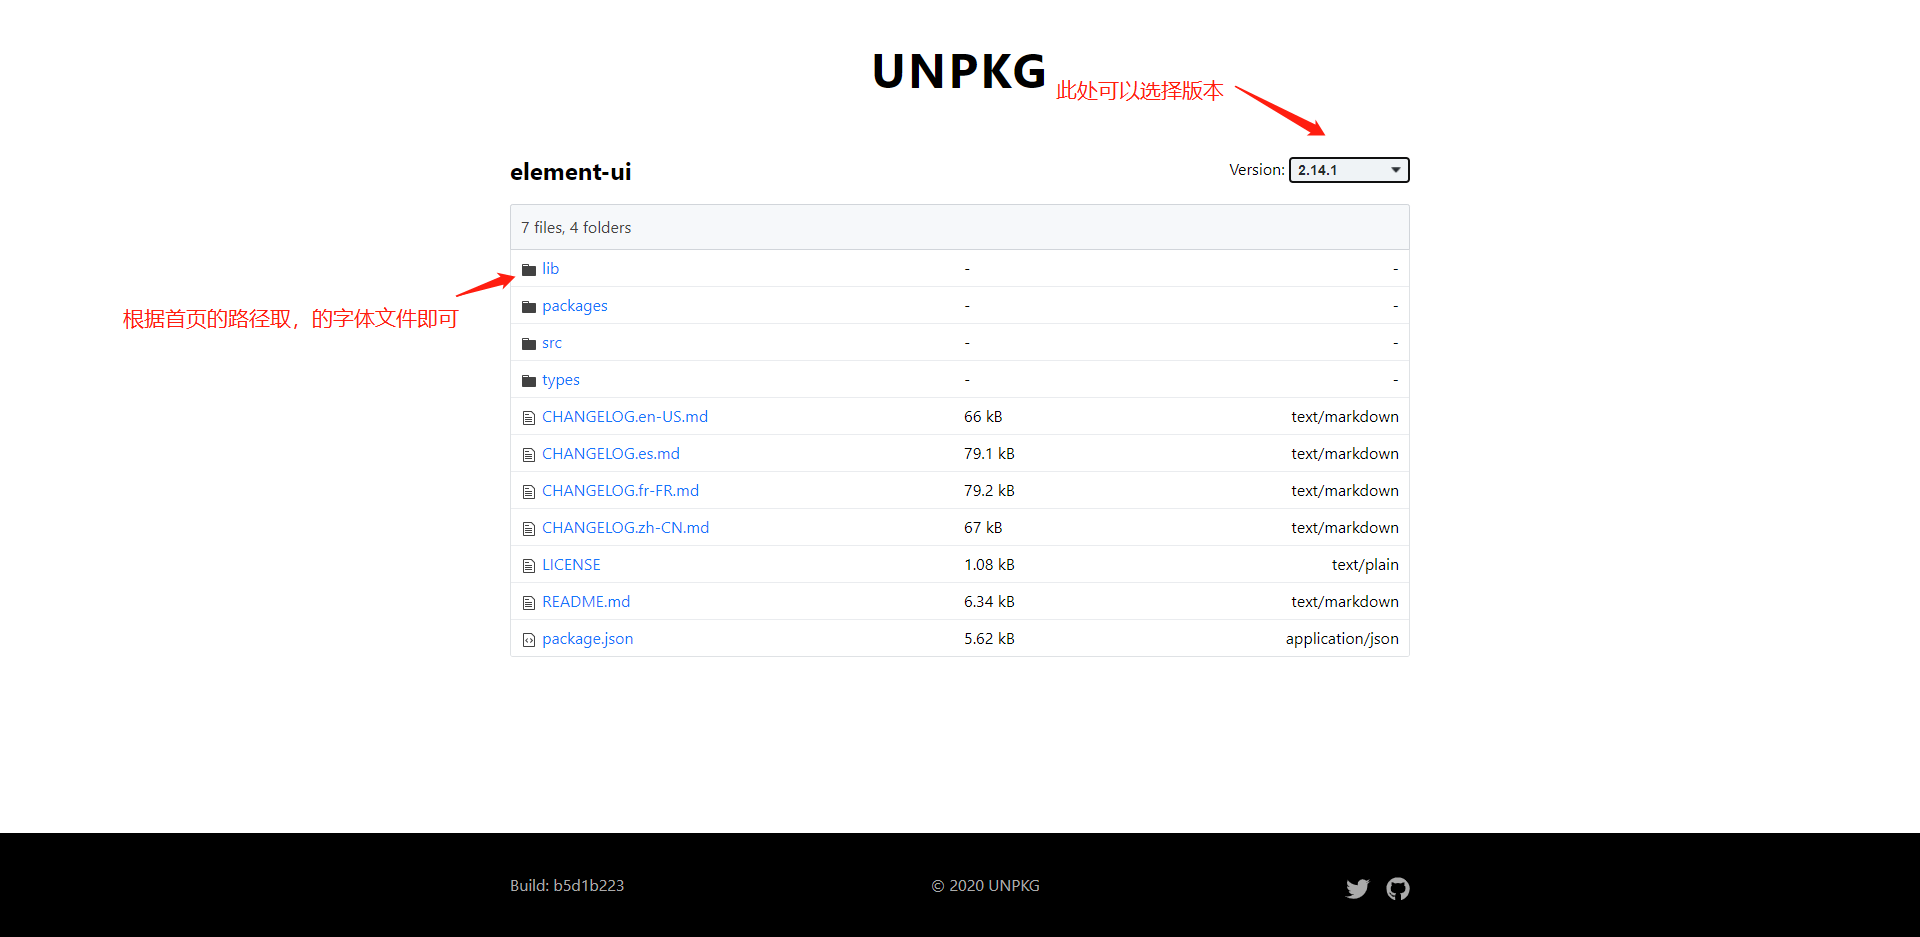 UNPKG
此处可以选择版本
element-ui
Version: 2.14.1
7 files, 4 folders
lib - -
根据首页的路径取，的字体文件即可
packages - -
src - -
types - -
CHANGELOG.en-US.md 66 kB text/markdown
CHANGELOG.es.md 79.1 kB text/markdown
CHANGELOG.fr-FR.md 79.2 kB text/markdown
CHANGELOG.zh-CN.md 67 kB text/markdown
LICENSE 1.08 kB text/plain
README.md 6.34 kB text/markdown
package.json 5.62 kB application/json
Build: b5d1b223 © 2020 UNPKG